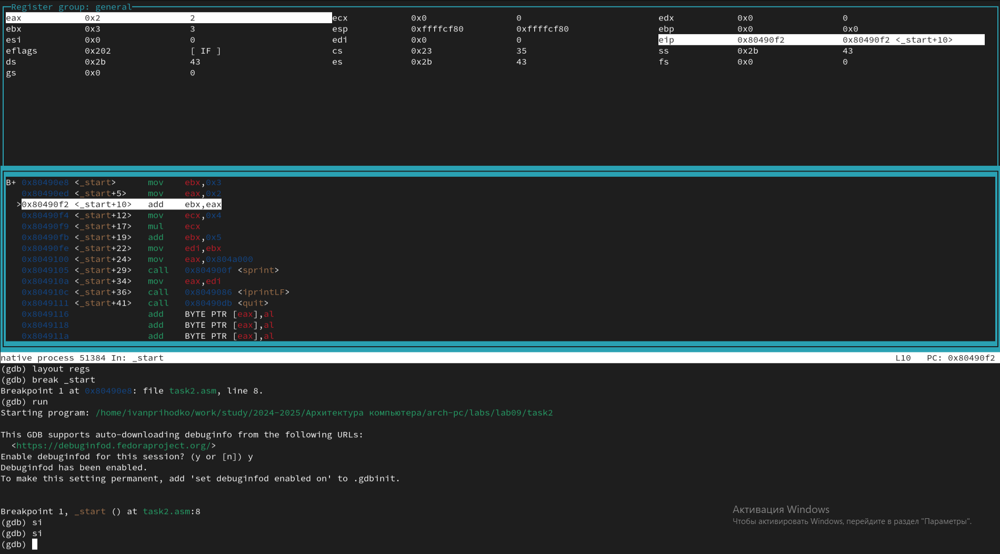 Register group: general
eax 0x2 2 ecx 0x0 0 edx 0x0 0
ebx 0x3 3 esp 0xffffcf80 0xffffcf80 ebp 0x0 0x0
esi 0x0 0 edi 0x0 0 eip 0x80490f2 0x80490f2 <_start+10>
eflags 0x202 [ IF ] cs 0x23 35 ss 0x2b 43
ds 0x2b 43 es 0x2b 43 fs 0x0 0
gs 0x0 0
B+ 0x80490e8 <_start> mov ebx,0x3
0x80490ed <_start+5> mov eax,0x2
>0x80490f2 <_start+10> add ebx,eax
0x80490f4 <_start+12> mov ecx,0x4
0x80490f9 <_start+17> mul ecx
0x80490fb <_start+19> add ebx,0x5
0x80490fe <_start+22> mov edi,ebx
0x8049100 <_start+24> mov eax,0x804a000
0x8049105 <_start+29> call 0x804900f <sprint>
0x804910a <_start+34> mov eax,edi
0x804910c <_start+36> call 0x8049086 <iprintLF>
0x8049111 <_start+41> call 0x80490db <quit>
0x8049116 add BYTE PTR [eax],al
0x8049118 add BYTE PTR [eax],al
0x804911a add BYTE PTR [eax],al
native process 51384 In: _start L10 PC: 0x80490f2
(gdb) layout regs
(gdb) break _start
Breakpoint 1 at 0x80490e8: file task2.asm, line 8.
(gdb) run
Starting program: /home/ivanprihodko/work/study/2024-2025/Архитектура компьютера/arch-pc/labs/lab09/task2
This GDB supports auto-downloading debuginfo from the following URLs:
<https://debuginfod.fedoraproject.org/>
Enable debuginfod for this session? (y or [n]) y
Debuginfod has been enabled.
To make this setting permanent, add 'set debuginfod enabled on' to .gdbinit.
Breakpoint 1, _start () at task2.asm:8
(gdb) si
(gdb) si
(gdb)
Активация Windows
Чтобы активировать Windows, перейдите в раздел "Параметры".